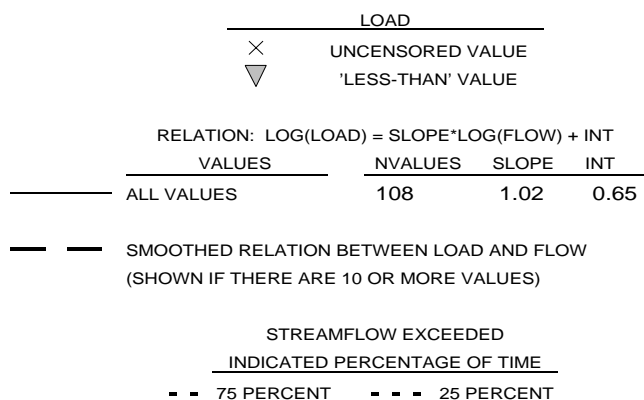 LOAD
UNCENSORED VALUE
'LESS-THAN' VALUE
RELATION: LOG(LOAD) = SLOPE*LOG(FLOW) + INT
VALUES NVALUES SLOPE INT
ALL VALUES 108 1.02 0.65
SMOOTHED RELATION BETWEEN LOAD AND FLOW
(SHOWN IF THERE ARE 10 OR MORE VALUES)
STREAMFLOW EXCEEDED
INDICATED PERCENTAGE OF TIME
75 PERCENT 25 PERCENT